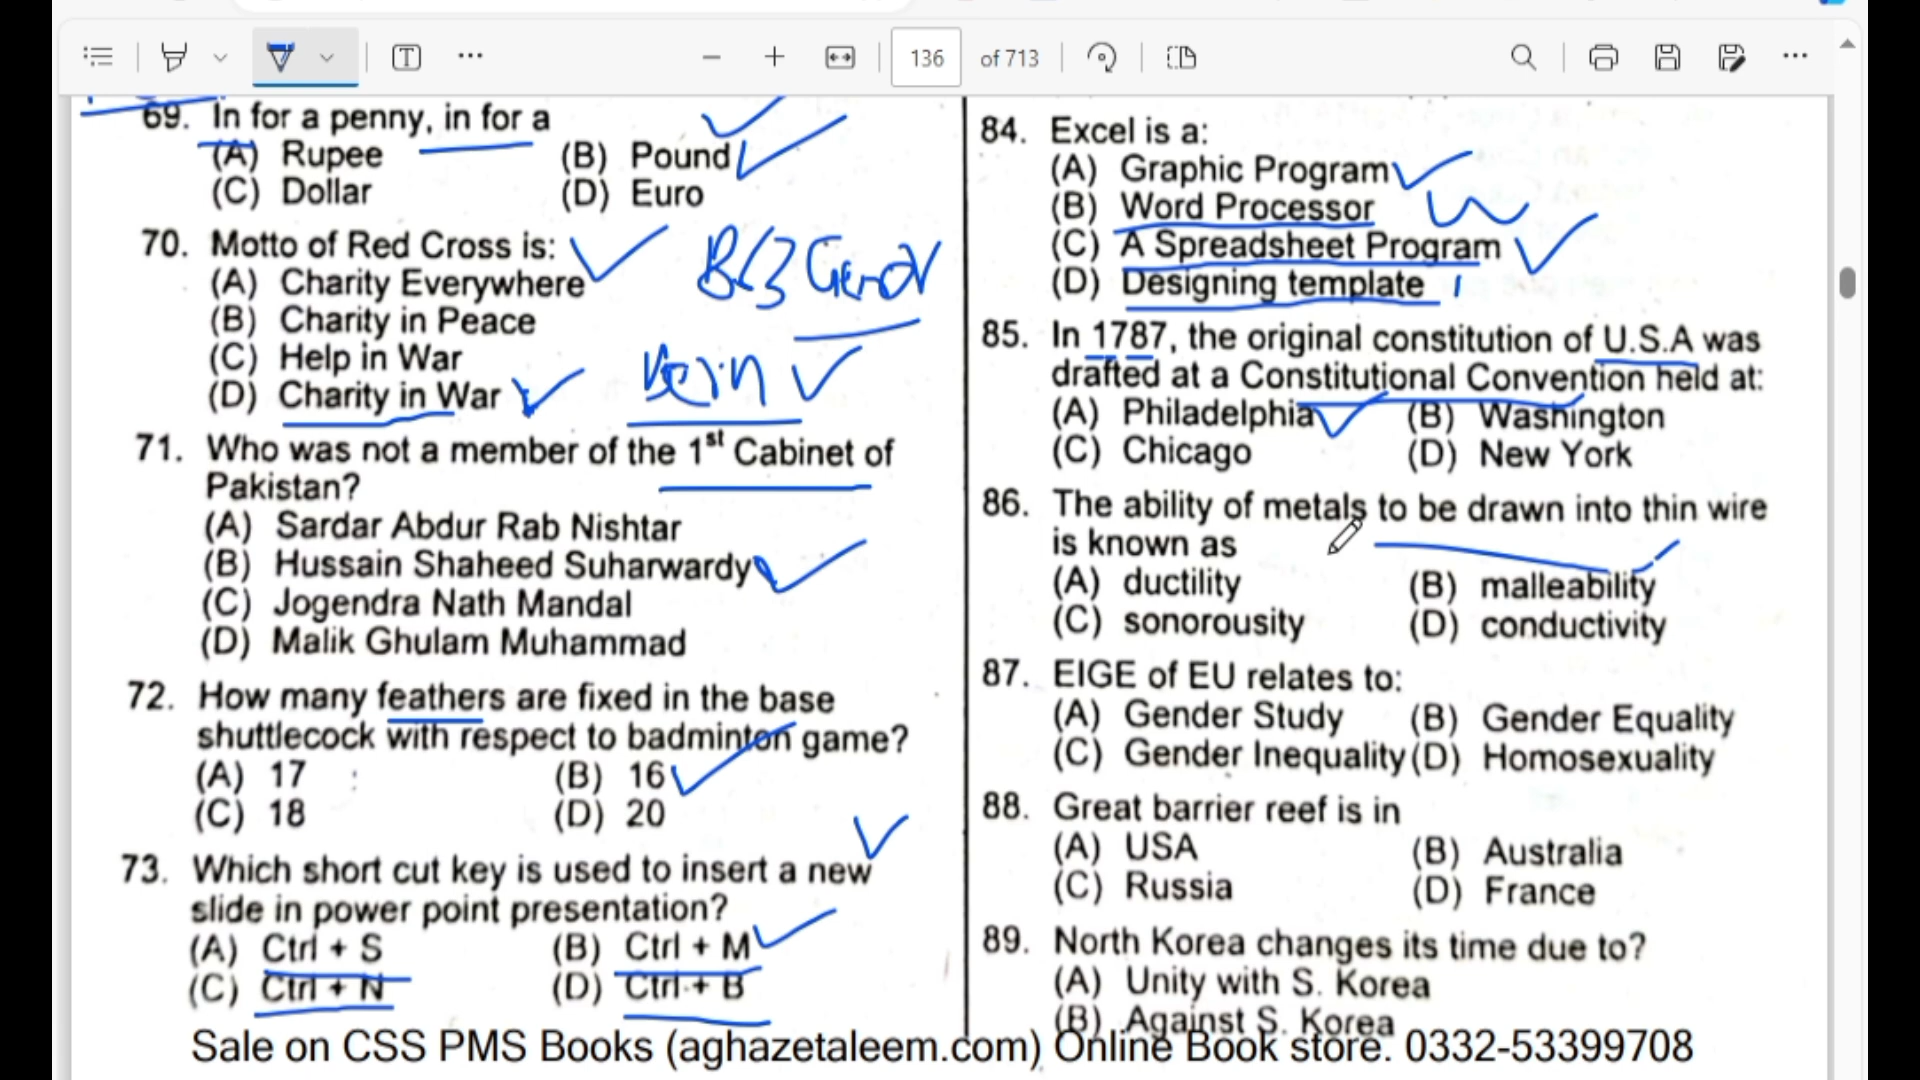 136 of 713
69. In for a penny, in for a
(A) Rupee (B) Pound
(C) Dollar (D) Euro
70. Motto of Red Cross is:
(A) Charity Everywhere
(B) Charity in Peace
(C) Help in War
(D) Charity in War
71. Who was not a member of the 1st Cabinet of
Pakistan?
(A) Sardar Abdur Rab Nishtar
(B) Hussain Shaheed Suharwardy
(C) Jogendra Nath Mandal
(D) Malik Ghulam Muhammad
72. How many feathers are fixed in the base
shuttlecock with respect to badminton game?
(A) 17 (B) 16
(C) 18 (D) 20
73. Which short cut key is used to insert a new
slide in power point presentation?
(A) Ctrl + S (B) Ctrl + M
(C) Ctrl + N (D) Ctrl + B
84. Excel is a:
(A) Graphic Program
(B) Word Processor
(C) A Spreadsheet Program
(D) Designing template
85. In 1787, the original constitution of U.S.A was
drafted at a Constitutional Convention held at:
(A) Philadelphia (B) Washington
(C) Chicago (D) New York
86. The ability of metals to be drawn into thin wire
is known as
(A) ductility (B) malleability
(C) sonorousity (D) conductivity
87. EIGE of EU relates to:
(A) Gender Study (B) Gender Equality
(C) Gender Inequality (D) Homosexuality
88. Great barrier reef is in
(A) USA (B) Australia
(C) Russia (D) France
89. North Korea changes its time due to?
(A) Unity with S. Korea
(B) Against S. Korea
Sale on CSS PMS Books (aghazetaleem.com) Online Book store. 0332-53399708